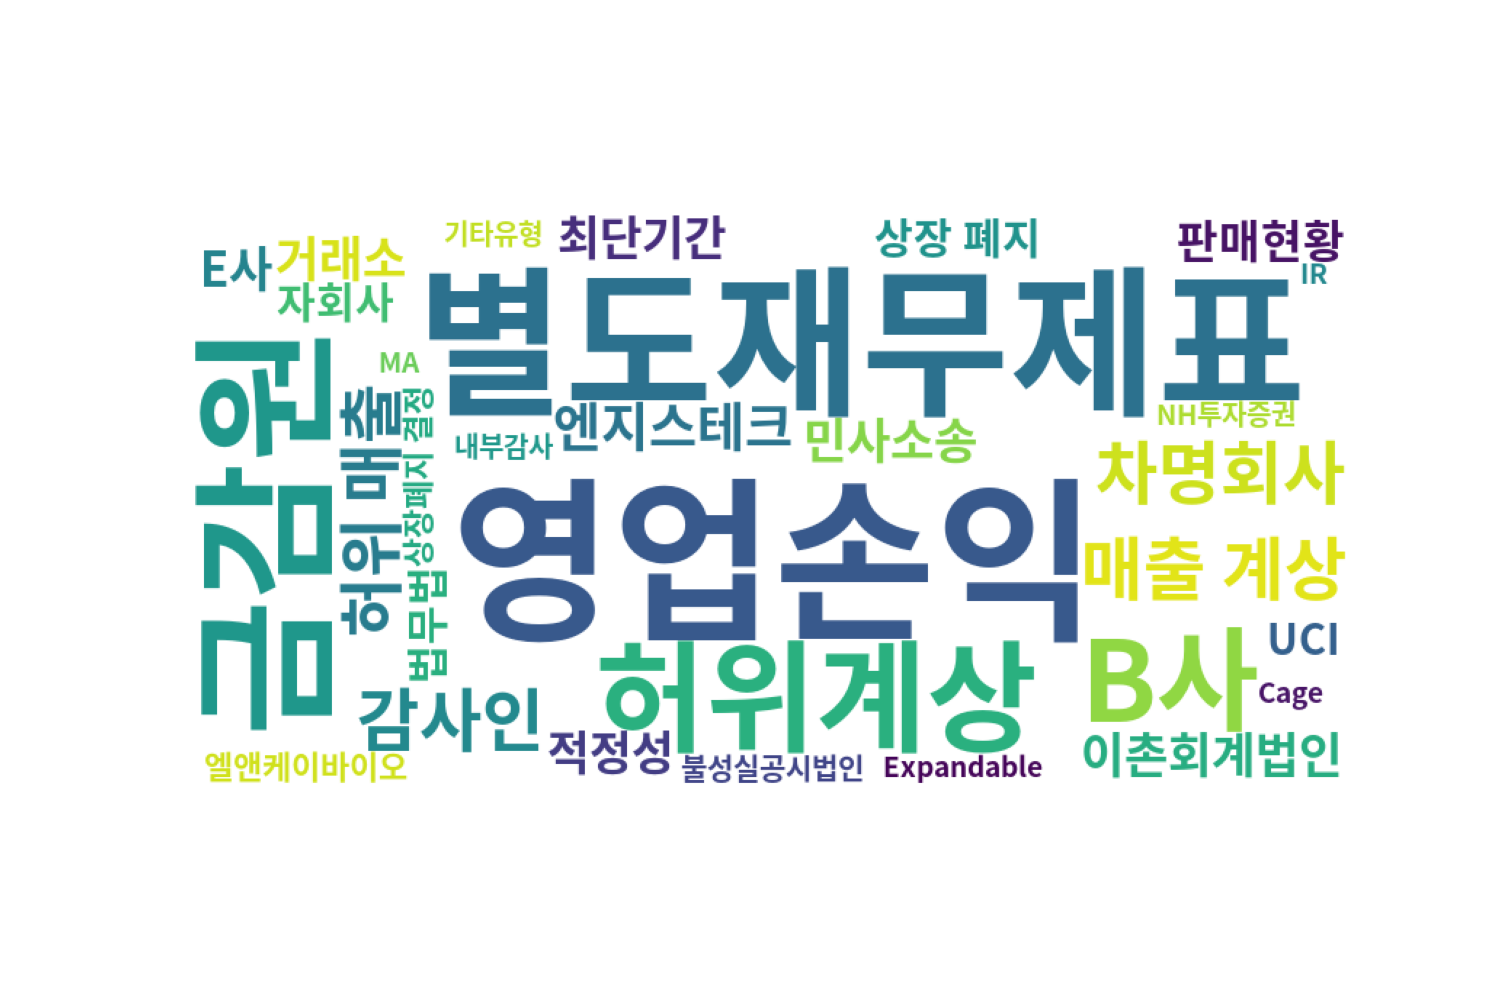 기타유형
최단기간
상장 폐지
판매현황
E사
거래소
IR
자회사
별도재무제표
MA
금감원
허위 매출
상장폐지 결정
엔지스테크
민사소송
NH투자증권
내부감사
차명회사
영업손익
매출 계상
법무법
UCI
허위계상
B사
Cage
감사인
적정성
이촌회계법인
엘앤케이바이오
불성실공시법인
Expandable